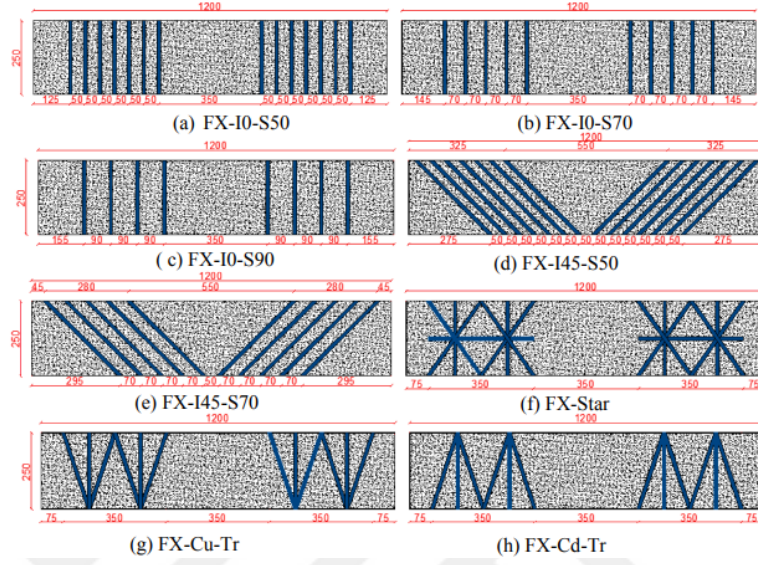 1200
250
125 50 50 50 50 50 50 350 50 50 50 50 50 50 125
(a) FX-I0-S50
1200
250
145 70 70 70 70 350 70 70 70 70 145
(b) FX-I0-S70
1200
250
155 90 90 90 350 90 90 90 155
( c) FX-I0-S90
1200
325 550 325
250
275 50 50 50 50 50 50 50 50 50 50 50 50 50 275
(d) FX-I45-S50
1200
45 280 550 280 45
250
295 70 70 70 70 50 70 70 70 70 295
(e) FX-I45-S70
1200
250
75 350 350 75
(f) FX-Star
1200
250
75 350 350 75
(g) FX-Cu-Tr
1200
250
75 350 350 75
(h) FX-Cd-Tr